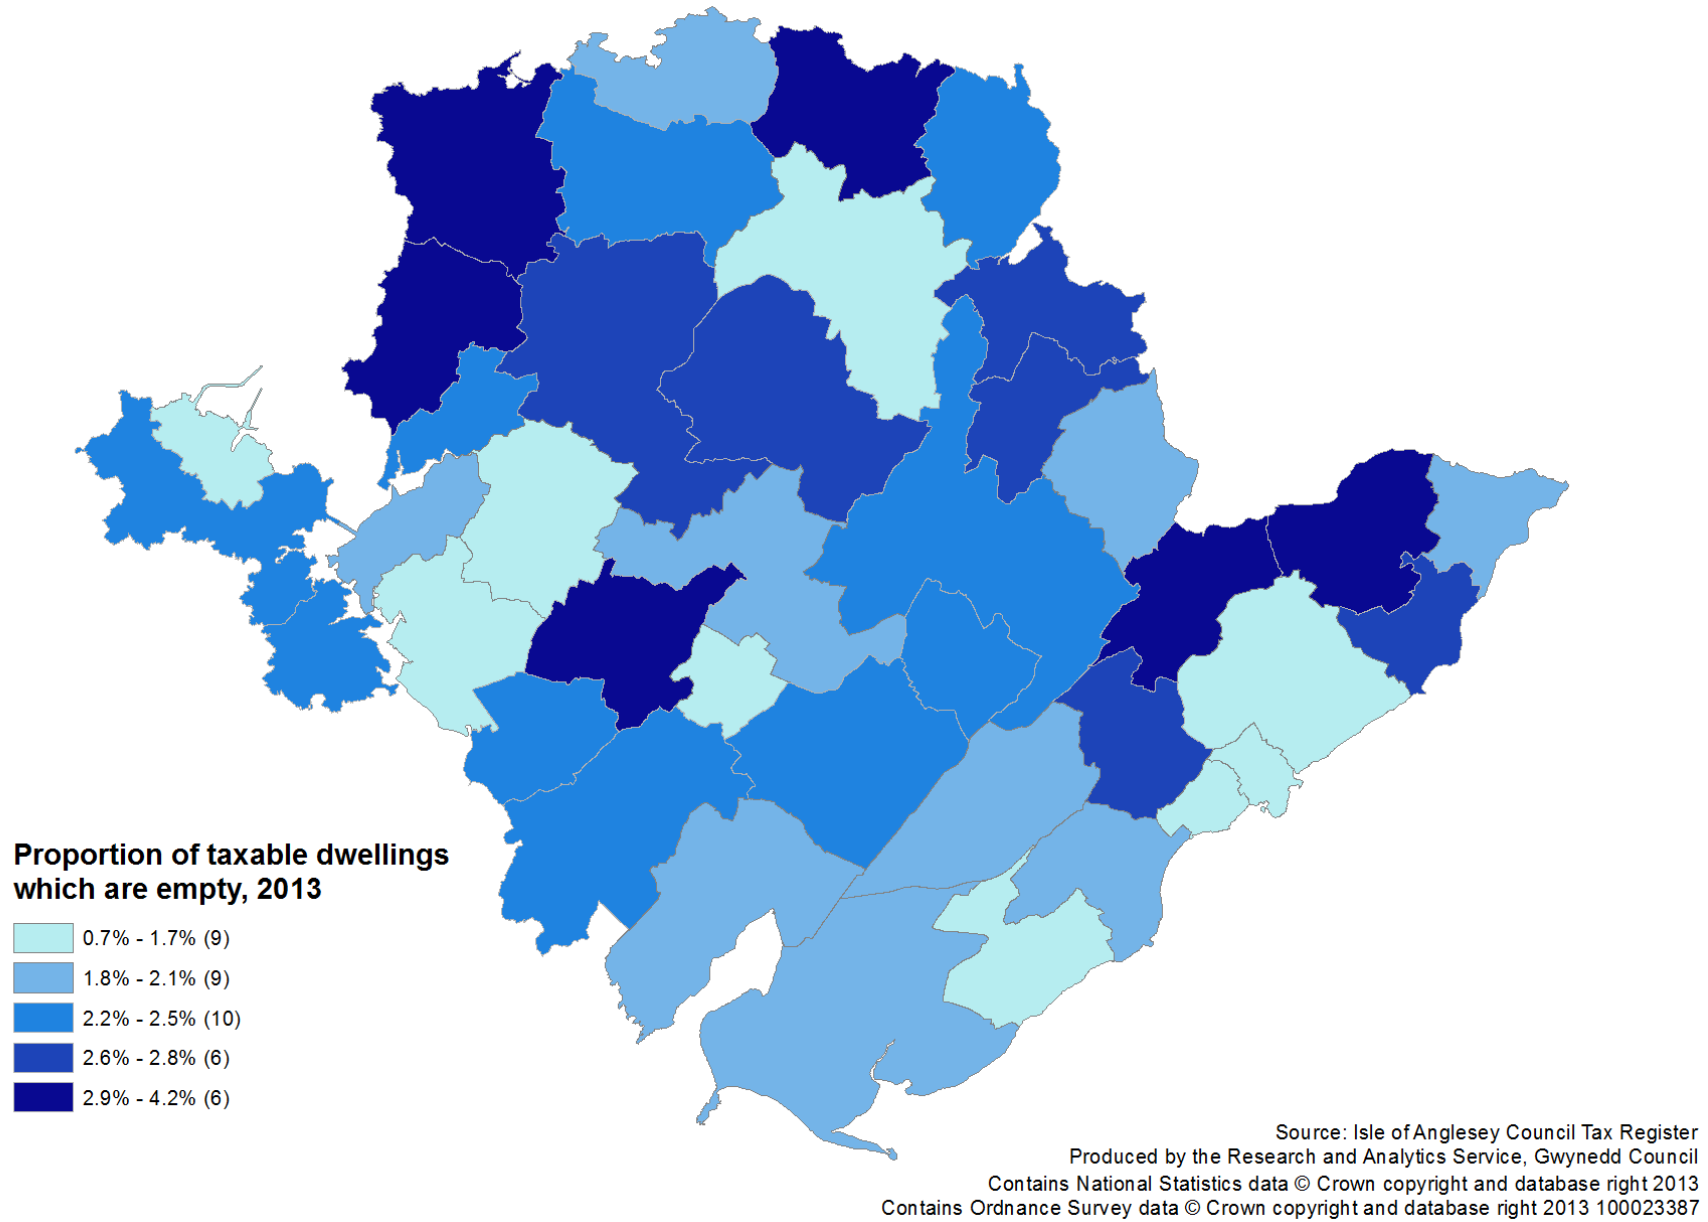 Proportion of taxable dwellings
which are empty, 2013
0.7% - 1.7% (9)
1.8% - 2.1% (9)
2.2% - 2.5% (10)
2.6% - 2.8% (6)
2.9% - 4.2% (6)
Source: Isle of Anglesey Council Tax Register
Produced by the Research and Analytics Service, Gwynedd Council
Contains National Statistics data © Crown copyright and database right 2013
Contains Ordnance Survey data © Crown copyright and database right 2013 100023387